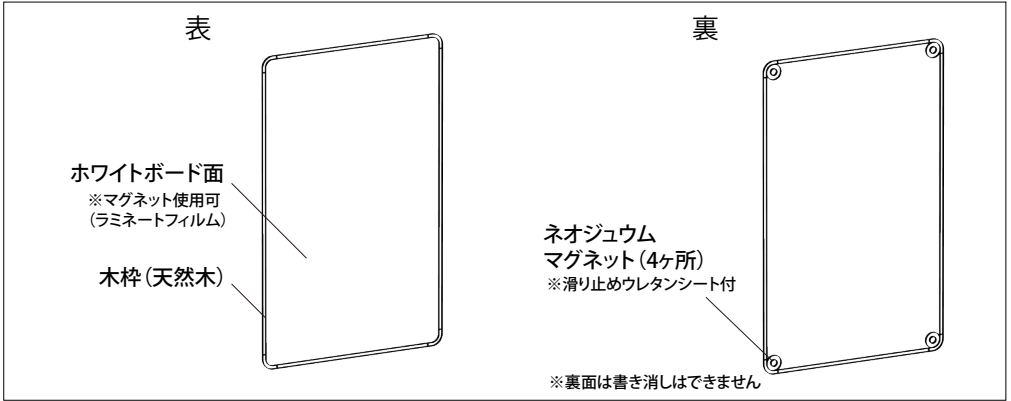 表
ホワイトボード面
※マグネット使用可
(ラミネートフィルム)
木枠(天然木)
裏
ネオジュウム
マグネット(4ヶ所)
※滑り止めウレタンシート付
※裏面は書き消しはできません